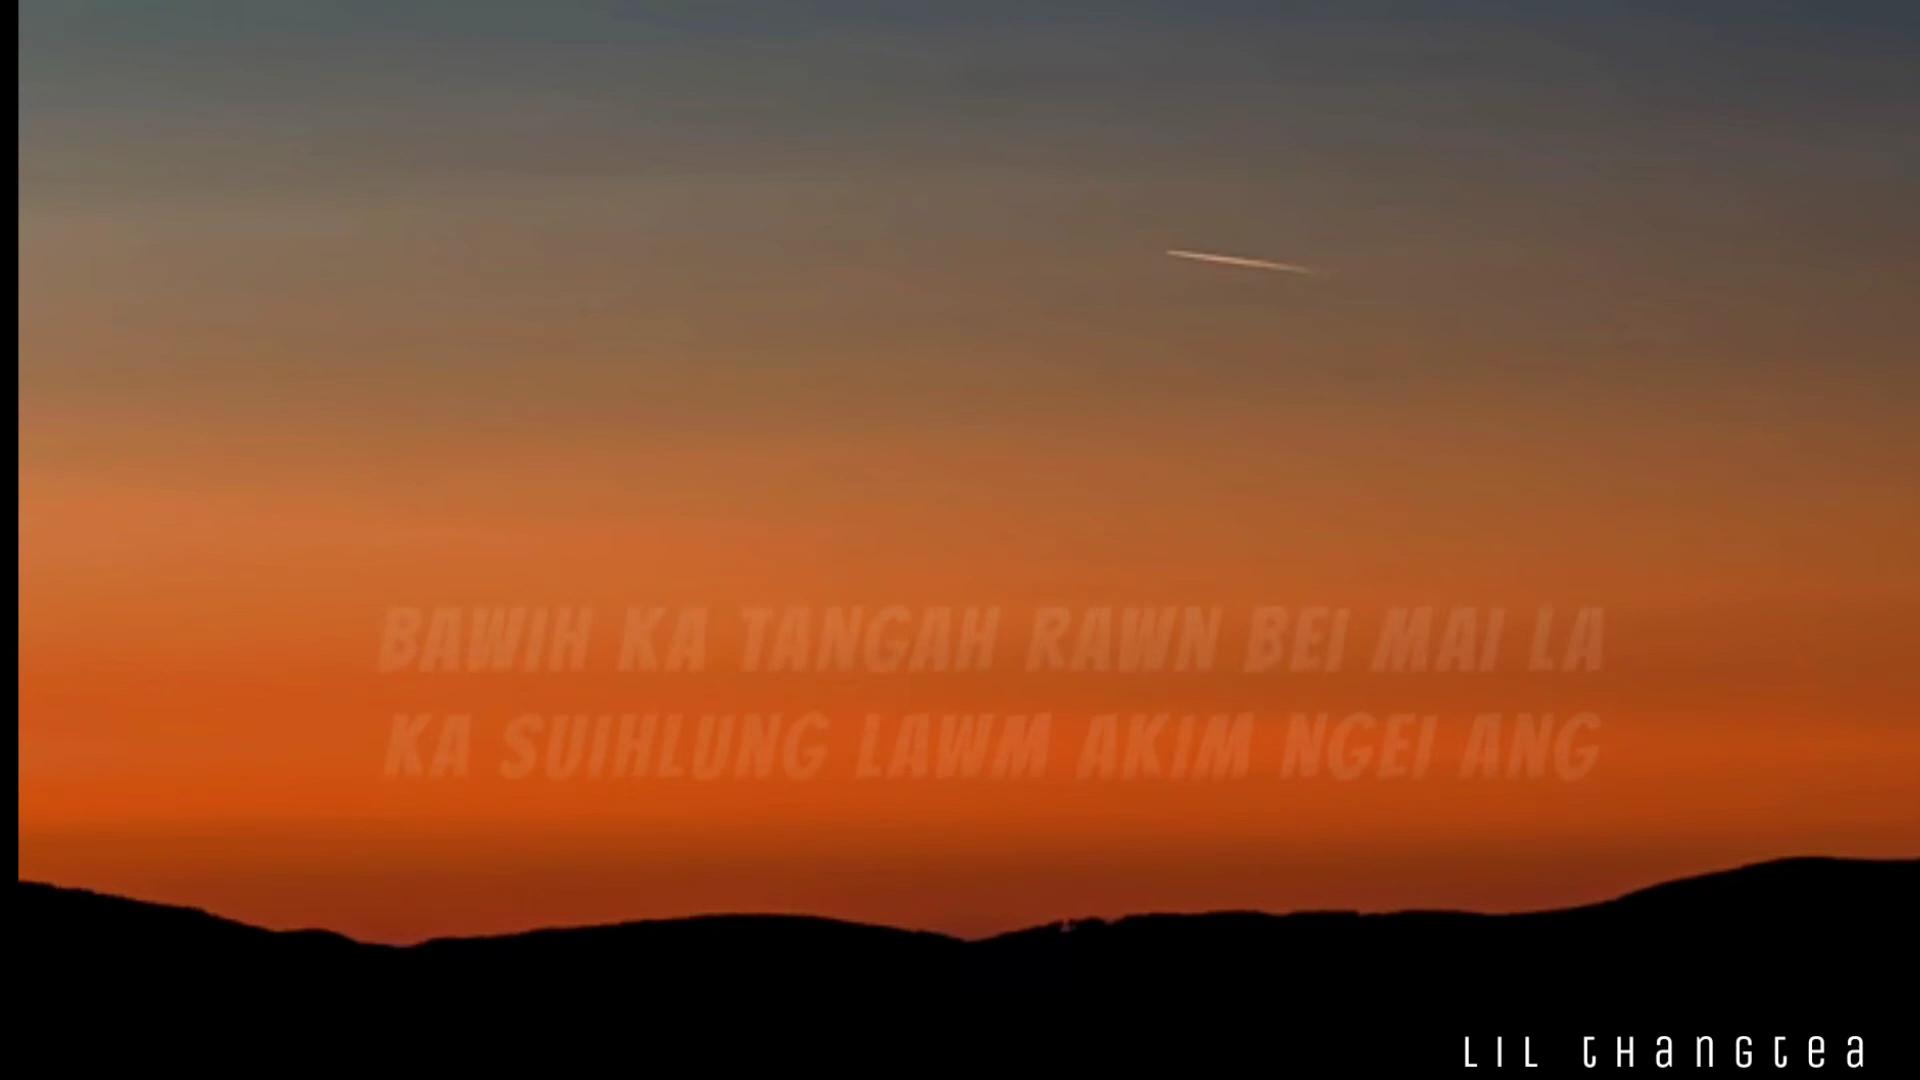 BAWIH KA TANGAH RAWN BEI MAI LA
KA SUIHLUNG LAWM AKIM NGEI ANG
LIL THANGTEA